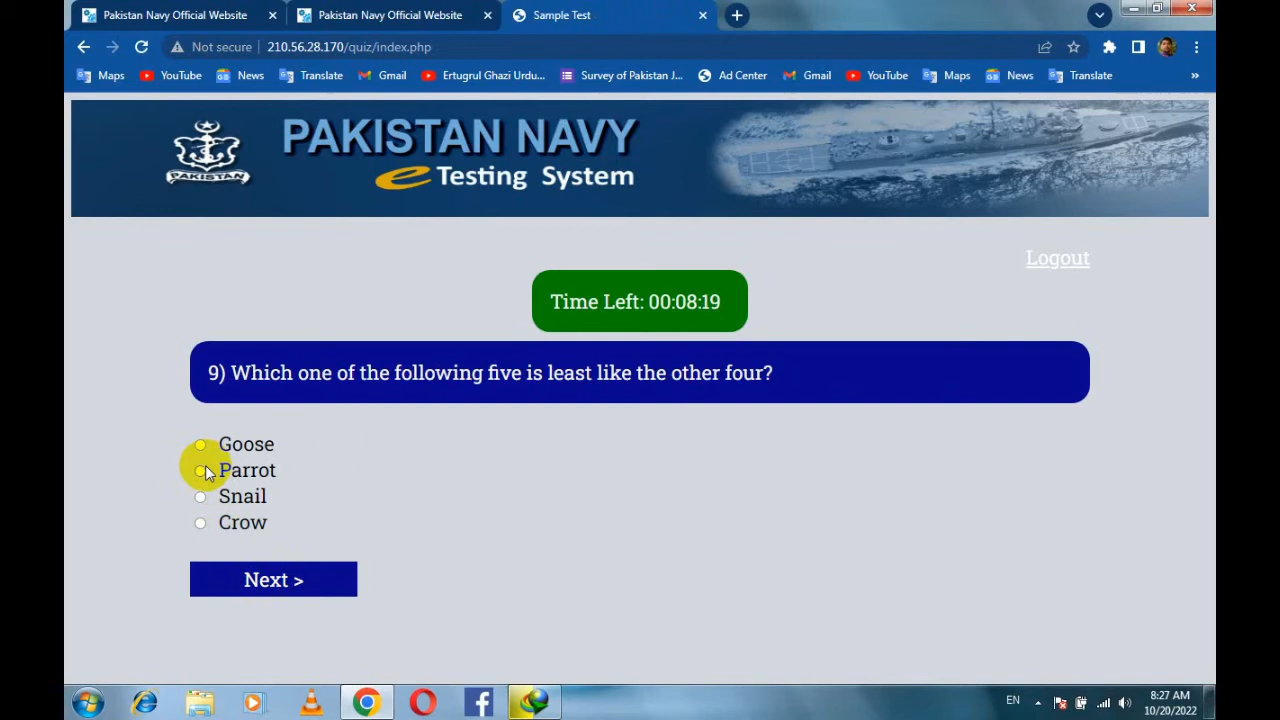 Pakistan Navy Official Website
Pakistan Navy Official Website
Sample Test
Not secure
210.56.28.170/quiz/index.php
Maps
YouTube
News
Translate
Gmail
Ertugrul Ghazi Urdu...
Survey of Pakistan J...
Ad Center
Gmail
YouTube
Maps
News
Translate
»
PAKISTAN
PAKISTAN NAVY
e Testing System
Logout
Time Left: 00:08:19
9) Which one of the following five is least like the other four?
Goose
Parrot
Snail
Crow
Next >
EN
8:27 AM
10/20/2022